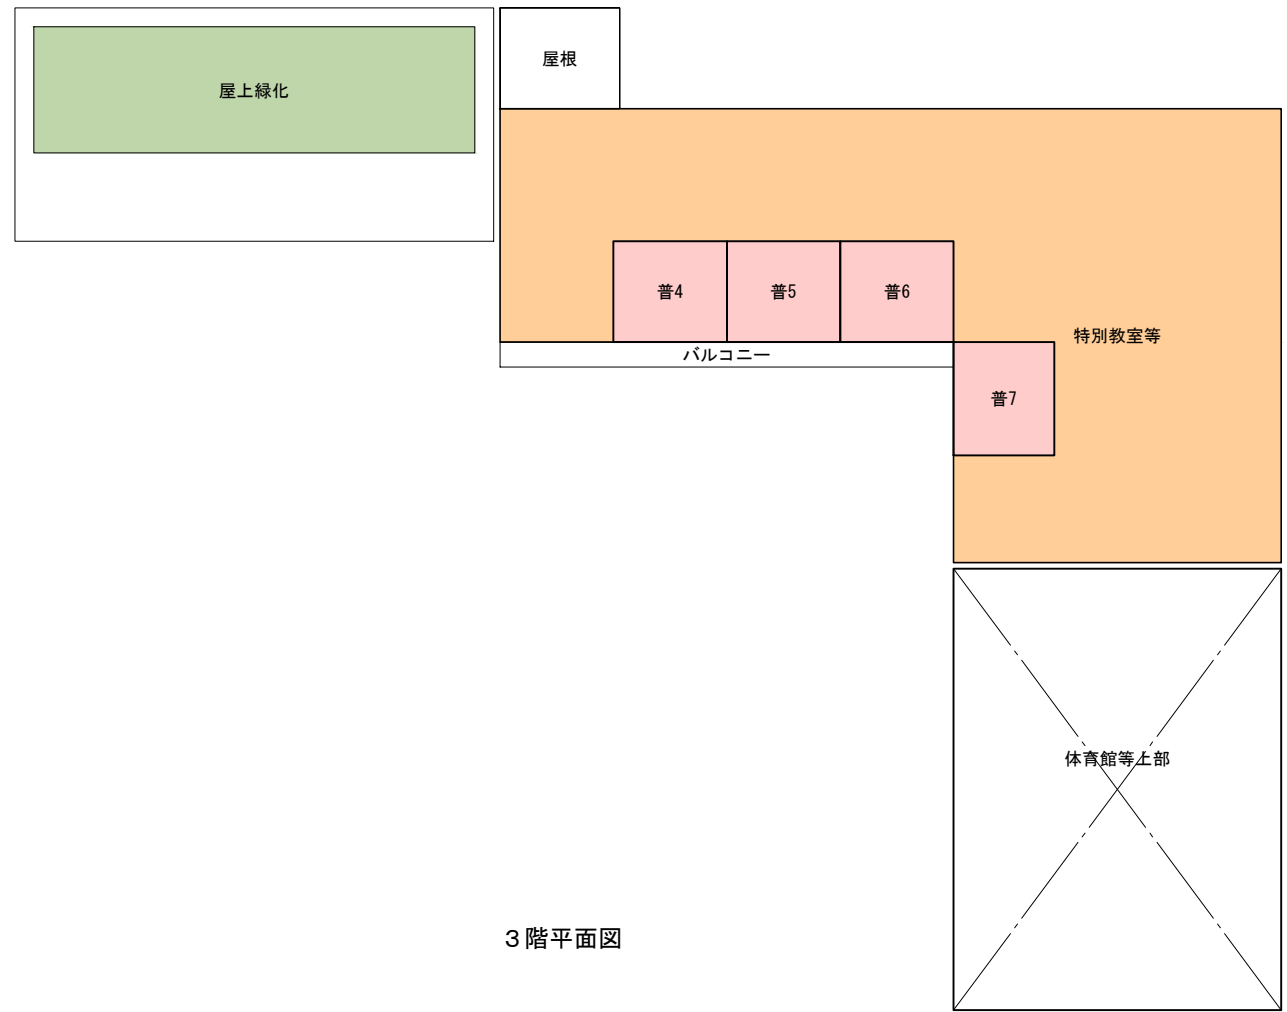 屋根
屋上緑化
普4
普5
普6
特別教室等
バルコニー
普7
体育館等上部
３階平面図